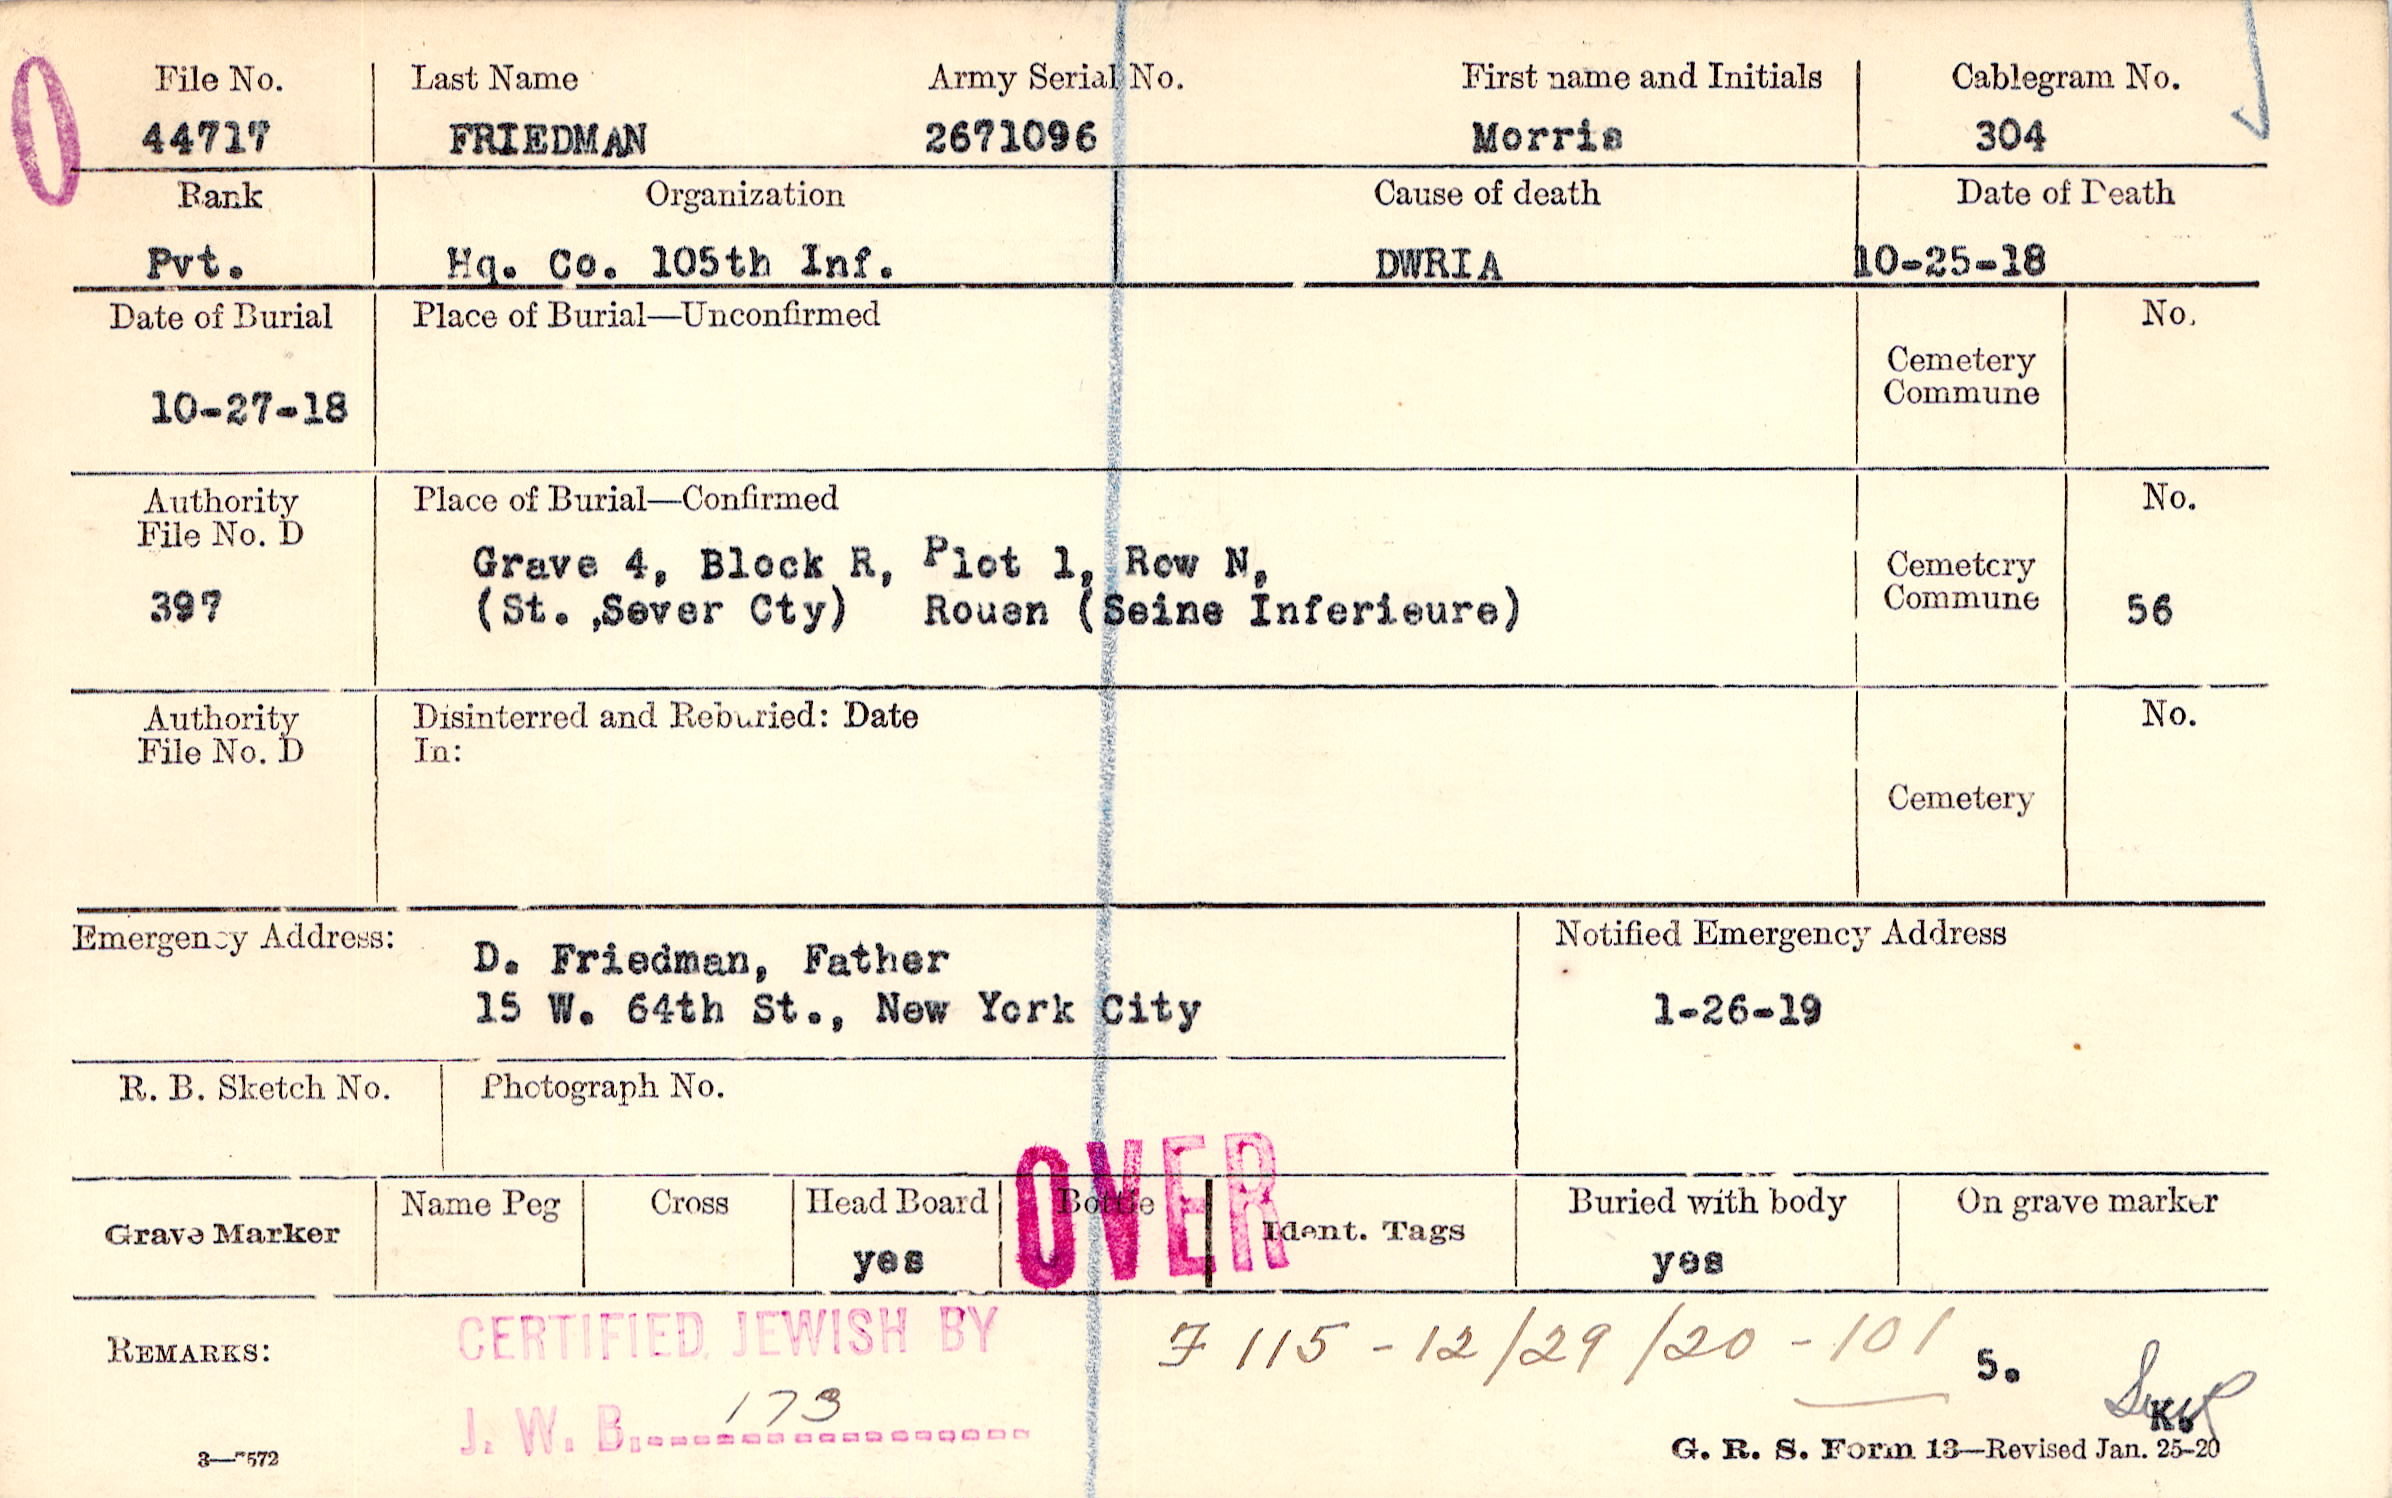 File No. Last Name Army Serial No. First name and Initials Cablegram No.
44717 FRIEDMAN 2671096 Morris 304
Rank Organization Cause of death Date of Death
Pvt. Hq. Co. 105th Inf. DWRIA 10-25-18
Date of Burial Place of Burial—Unconfirmed No.
Cemetery
Commune
10-27-18
Authority Place of Burial—Confirmed No.
File No. D
Grave 4, Block R, Plot 1, Row N, Cemetery
397 (St. ,Sever Cty) Rouen (Seine Inferieure) Commune 56
Authority Disinterred and Reburied: Date No.
File No. D In:
Cemetery
Emergency Address: Notified Emergency Address
D. Friedman, Father
15 W. 64th St., New York City 1-26-19
R. B. Sketch No. Photograph No.
OVER
Name Peg Cross Head Board Bottle Buried with body On grave marker
Grave Marker Ident. Tags
yes yes
REMARKS: CERTIFIED JEWISH BY F 115 - 12/29/20 - 101 5.
J. W. B. 173 K.
3—7572 G. R. S. Form 13—Revised Jan. 25-20